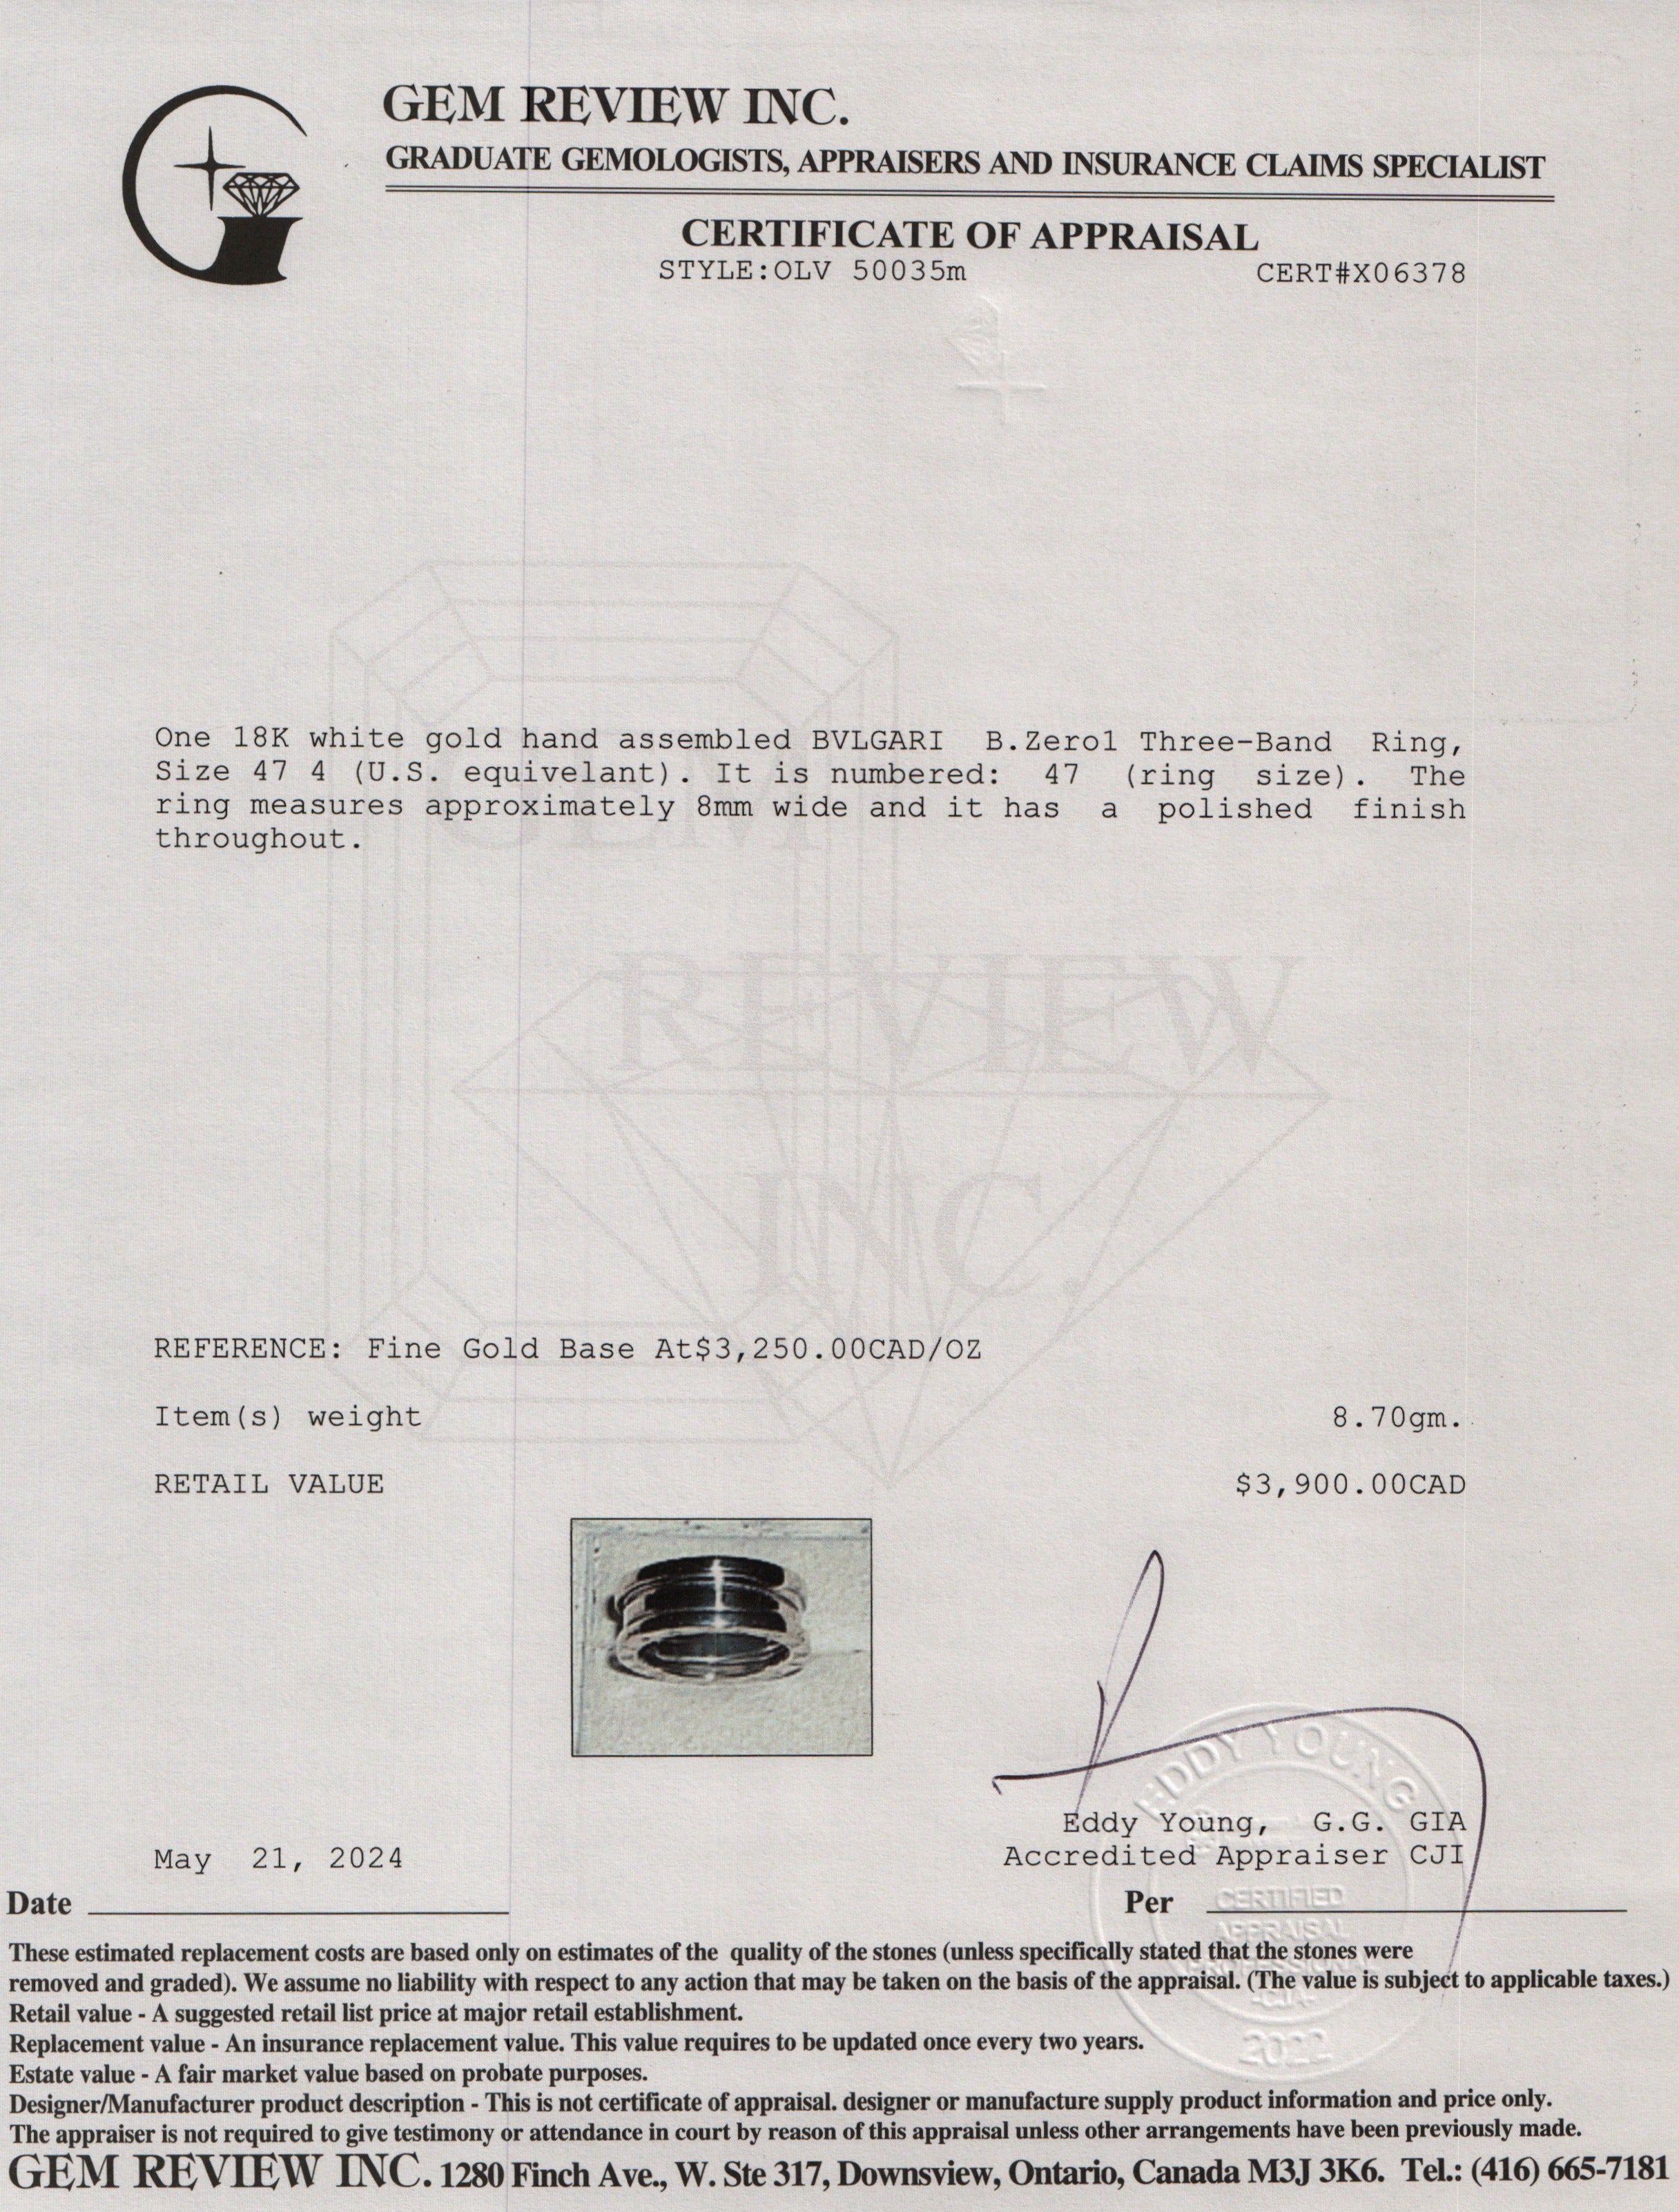 GEM REVIEW INC.
GRADUATE GEMOLOGISTS, APPRAISERS AND INSURANCE CLAIMS SPECIALIST
CERTIFICATE OF APPRAISAL
STYLE:OLV 50035m CERT#X06378
One 18K white gold hand assembled BVLGARI B.Zero1 Three-Band Ring,
Size 47 4 (U.S. equivelant). It is numbered: 47 (ring size). The
ring measures approximately 8mm wide and it has a polished finish
throughout.
GEM
REVIEW
INC.
REFERENCE: Fine Gold Base At$3,250.00CAD/OZ
Item(s) weight 8.70gm.
RETAIL VALUE $3,900.00CAD
EDDY YOUNG
Eddy Young, G.G. GIA
May 21, 2024 Accredited Appraiser CJI
Date Per
CERTIFIED
APPRAISAL
PROFESSIONAL
2022
These estimated replacement costs are based only on estimates of the quality of the stones (unless specifically stated that the stones were
removed and graded). We assume no liability with respect to any action that may be taken on the basis of the appraisal. (The value is subject to applicable taxes.)
Retail value - A suggested retail list price at major retail establishment.
Replacement value - An insurance replacement value. This value requires to be updated once every two years.
Estate value - A fair market value based on probate purposes.
Designer/Manufacturer product description - This is not certificate of appraisal. designer or manufacture supply product information and price only.
The appraiser is not required to give testimony or attendance in court by reason of this appraisal unless other arrangements have been previously made.
GEM REVIEW INC. 1280 Finch Ave., W. Ste 317, Downsview, Ontario, Canada M3J 3K6. Tel.: (416) 665-7181